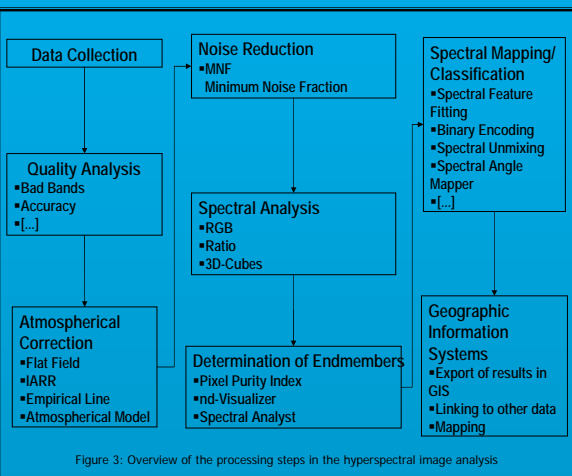 Data Collection
Quality Analysis
▪Bad Bands
▪Accuracy
▪[...]
Atmospherical
Correction
▪Flat Field
▪IARR
▪Empirical Line
▪Atmospherical Model
Noise Reduction
▪MNF
Minimum Noise Fraction
Spectral Analysis
▪RGB
▪Ratio
▪3D-Cubes
Determination of Endmembers
▪Pixel Purity Index
▪nd-Visualizer
▪Spectral Analyst
Spectral Mapping/
Classification
▪Spectral Feature
Fitting
▪Binary Encoding
▪Spectral Unmixing
▪Spectral Angle
Mapper
▪[...]
Geographic
Information
Systems
▪Export of results in
GIS
▪Linking to other data
▪Mapping
Figure 3: Overview of the processing steps in the hyperspectral image analysis